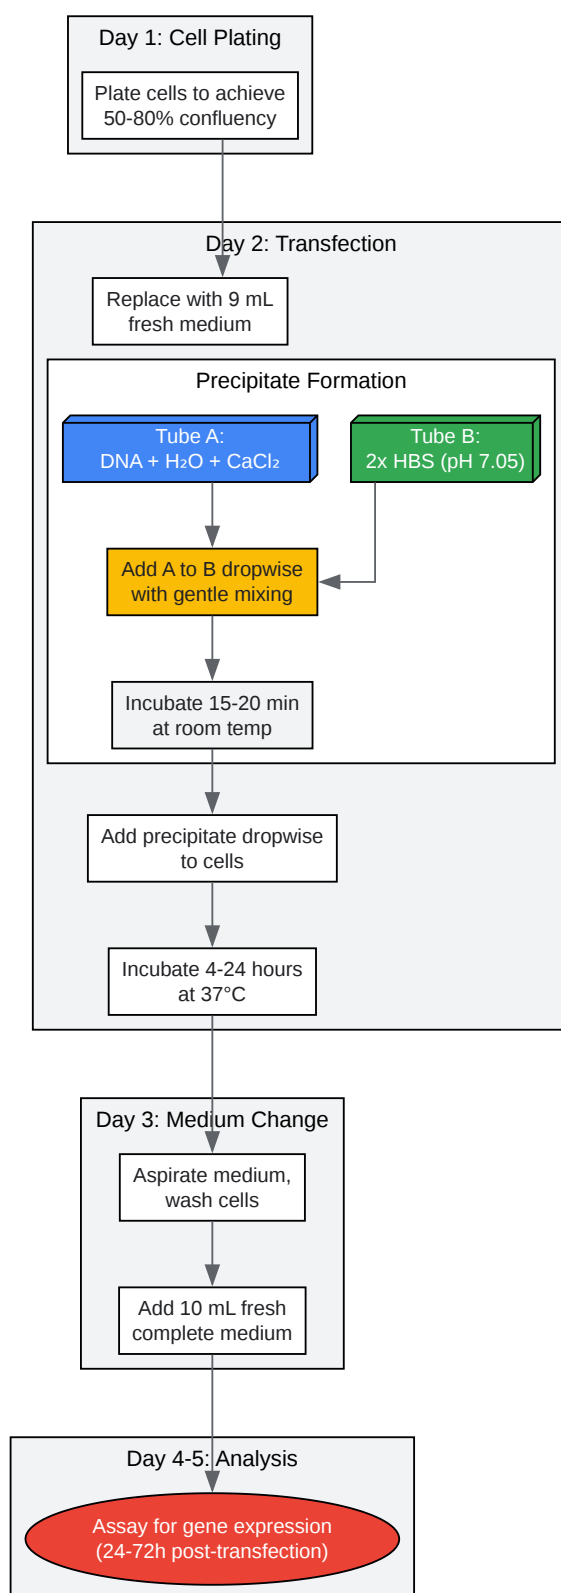 Day 1: Cell Plating
Plate cells to achieve
50-80% confluency
Day 2: Transfection
Replace with 9 mL
fresh medium
Precipitate Formation
Tube A:
DNA + H₂O + CaCl₂
Tube B:
2x HBS (pH 7.05)
Add A to B dropwise
with gentle mixing
Incubate 15-20 min
at room temp
Add precipitate dropwise
to cells
Incubate 4-24 hours
at 37°C
Day 3: Medium Change
Aspirate medium,
wash cells
Add 10 mL fresh
complete medium
Day 4-5: Analysis
Assay for gene expression
(24-72h post-transfection)